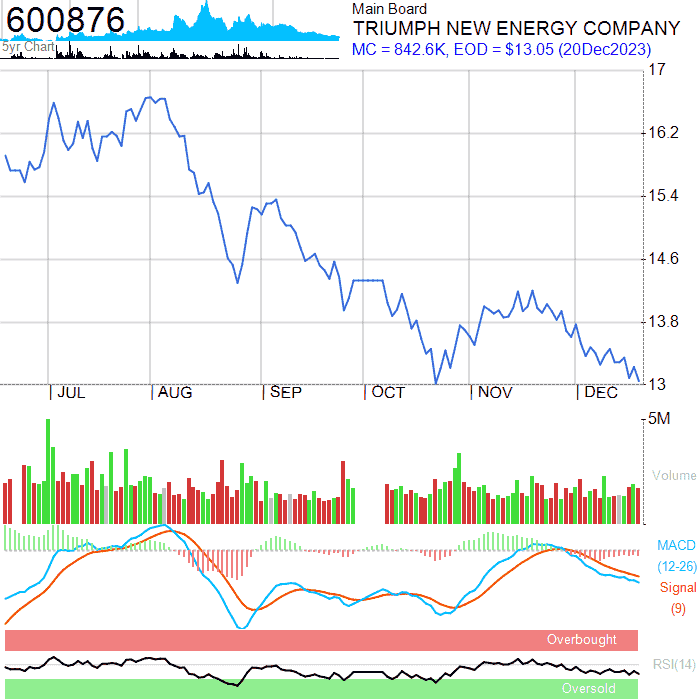 600876
5yr Chart
Main Board
TRIUMPH NEW ENERGY COMPANY
MC = 842.6K, EOD = $13.05 (20Dec2023)
17
16.2
15.4
14.6
13.8
13
JUL AUG SEP OCT NOV DEC
5M
Volume
MACD
(12-26)
Signal
(9)
Overbought
RSI(14)
Oversold